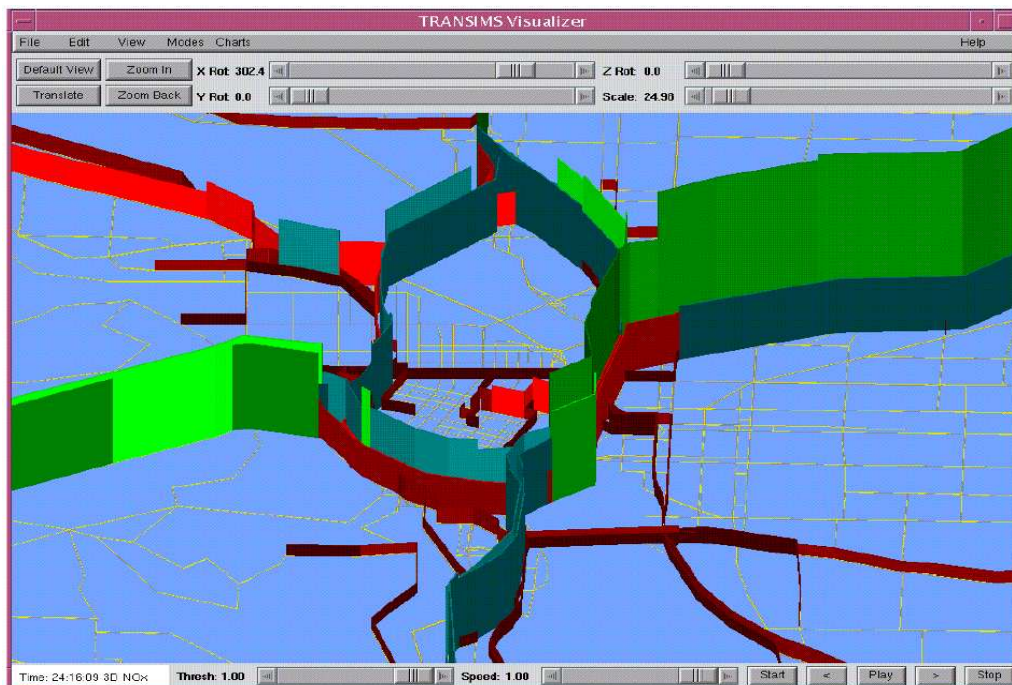 TRANSIMS Visualizer
File Edit View Modes Charts Help
Default View Zoom In X Rot: 302.4 Z Rot: 0.0
Translate Zoom Back Y Rot: 0.0 Scale: 24.90
Time: 24:16:09 3D NOx Thresh: 1.00 Speed: 1.00 Start < Play > Stop